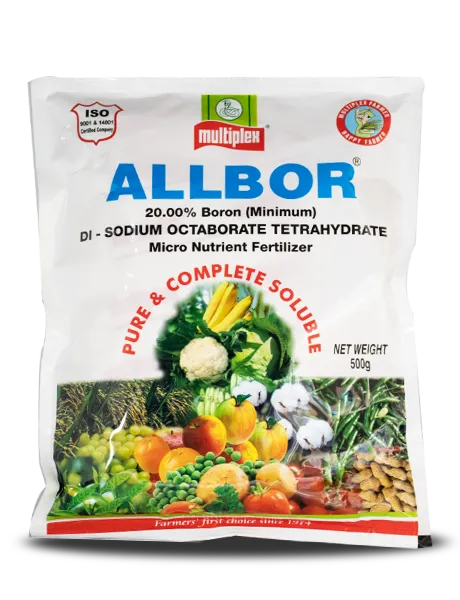 ISO
9001 & 14001
Certified Company
multiplex®
MULTIPLEX FARMER
HAPPY FARMER
ALLBOR®
20.00% Boron (Minimum)
DI - SODIUM OCTABORATE TETRAHYDRATE
Micro Nutrient Fertilizer
PURE & COMPLETE SOLUBLE
NET WEIGHT
500g
Farmers' first choice since 1974